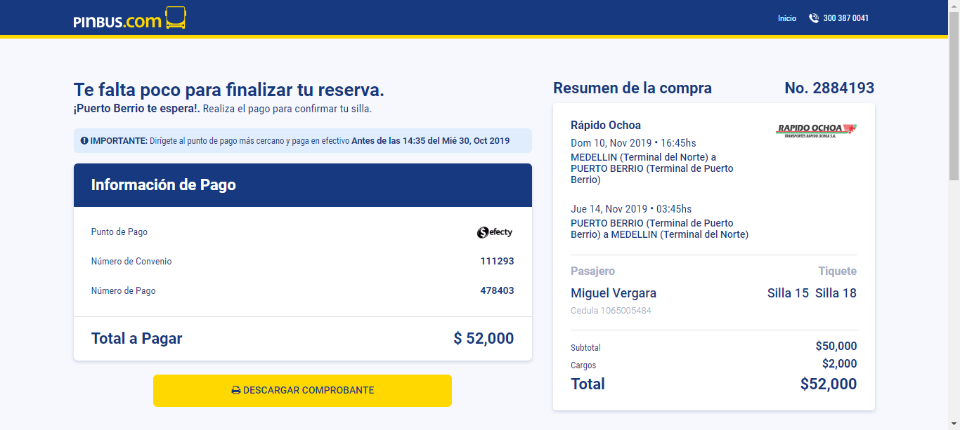 PINBUS.com
Inicio
300 387 0041
Te falta poco para finalizar tu reserva.
¡Puerto Berrio te espera!. Realiza el pago para confirmar tu silla.
IMPORTANTE: Dirígete al punto de pago más cercano y paga en efectivo Antes de las 14:35 del Mié 30, Oct 2019
Información de Pago
Punto de Pago
Sefecty
Número de Convenio
111293
Número de Pago
478403
Total a Pagar
$ 52,000
DESCARGAR COMPROBANTE
Resumen de la compra
No. 2884193
Rápido Ochoa
RAPIDO OCHOA
TRANSPORTES RAPIDO OCHOA S.A.
Dom 10, Nov 2019 • 16:45hs
MEDELLIN (Terminal del Norte) a
PUERTO BERRIO (Terminal de Puerto
Berrio)
Jue 14, Nov 2019 • 03:45hs
PUERTO BERRIO (Terminal de Puerto
Berrio) a MEDELLIN (Terminal del Norte)
Pasajero
Tiquete
Miguel Vergara
Silla 15 Silla 18
Cedula 1065005484
Subtotal
$50,000
Cargos
$2,000
Total
$52,000